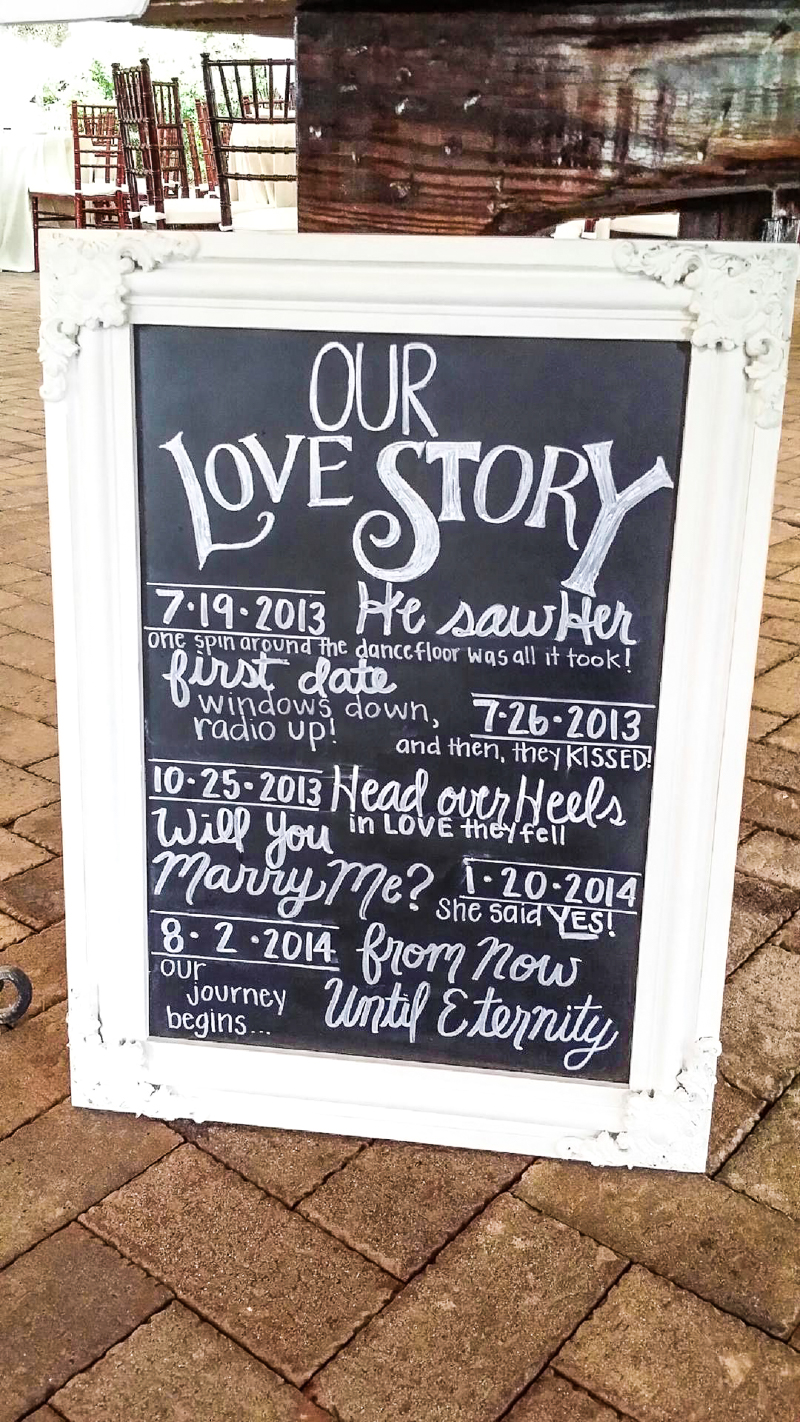 OUR
LOVE STORY
7·19·2013 He saw Her
one spin around the dancefloor was all it took!
first date
windows down, 7·26·2013
radio up! and then, they KISSED!
10·25·2013 Head over Heels
Will You in LOVE they fell
Marry Me? 1·20·2014
She said YES!
8·2·2014 from Now
our
journey Until Eternity
begins...